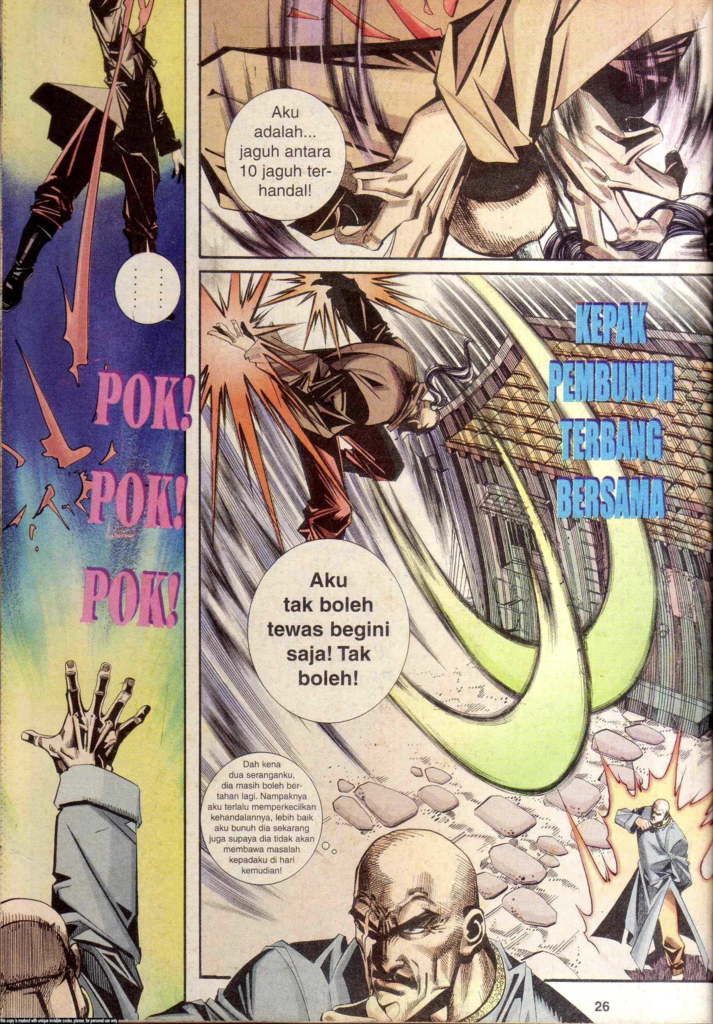 Aku
adalah...
jaguh antara
10 jaguh ter-
handal!
......
POK!
POK!
POK!
KEPAK
PEMBUNUH
TERBANG
BERSAMA
Aku
tak boleh
tewas begini
saja! Tak
boleh!
Dah kena
dua seranganku,
dia masih boleh ber-
tahan lagi. Nampaknya
aku terlalu memperkecilkan
kehandalannya, lebih baik
aku bunuh dia sekarang
juga supaya dia tidak akan
membawa masalah
kepadaku di hari
kemudian!
26